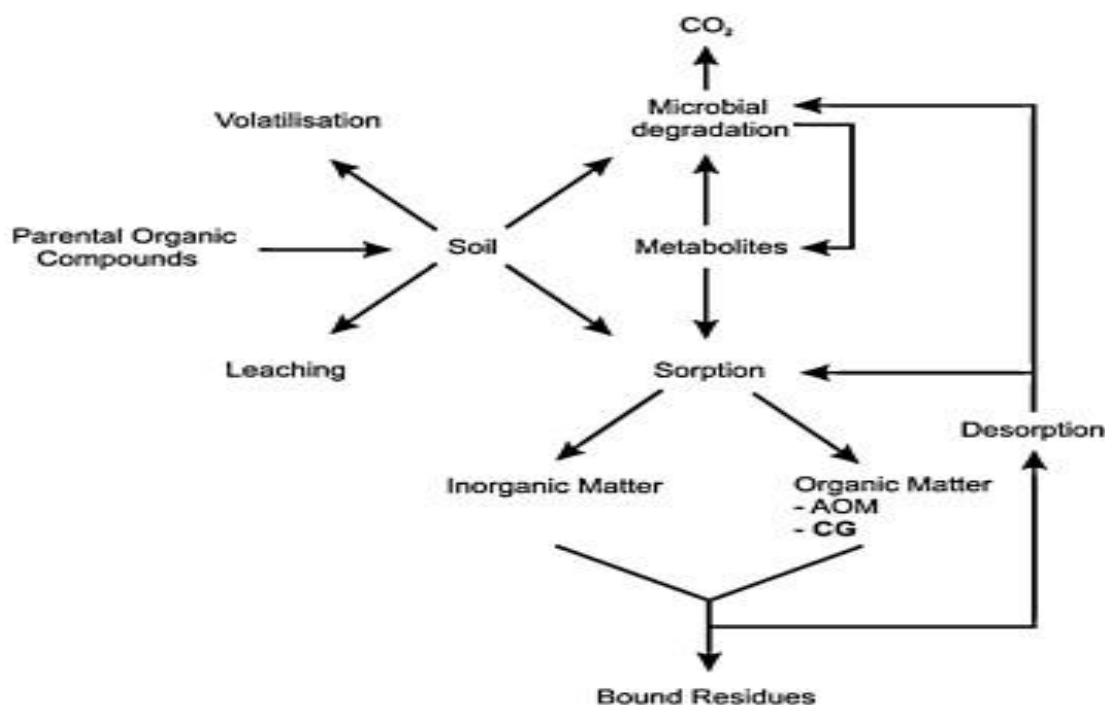 CO₂
Microbial
degradation
Volatilisation
Parental Organic
Compounds
Soil
Metabolites
Leaching
Sorption
Desorption
Inorganic Matter
Organic Matter
- AOM
- CG
Bound Residues